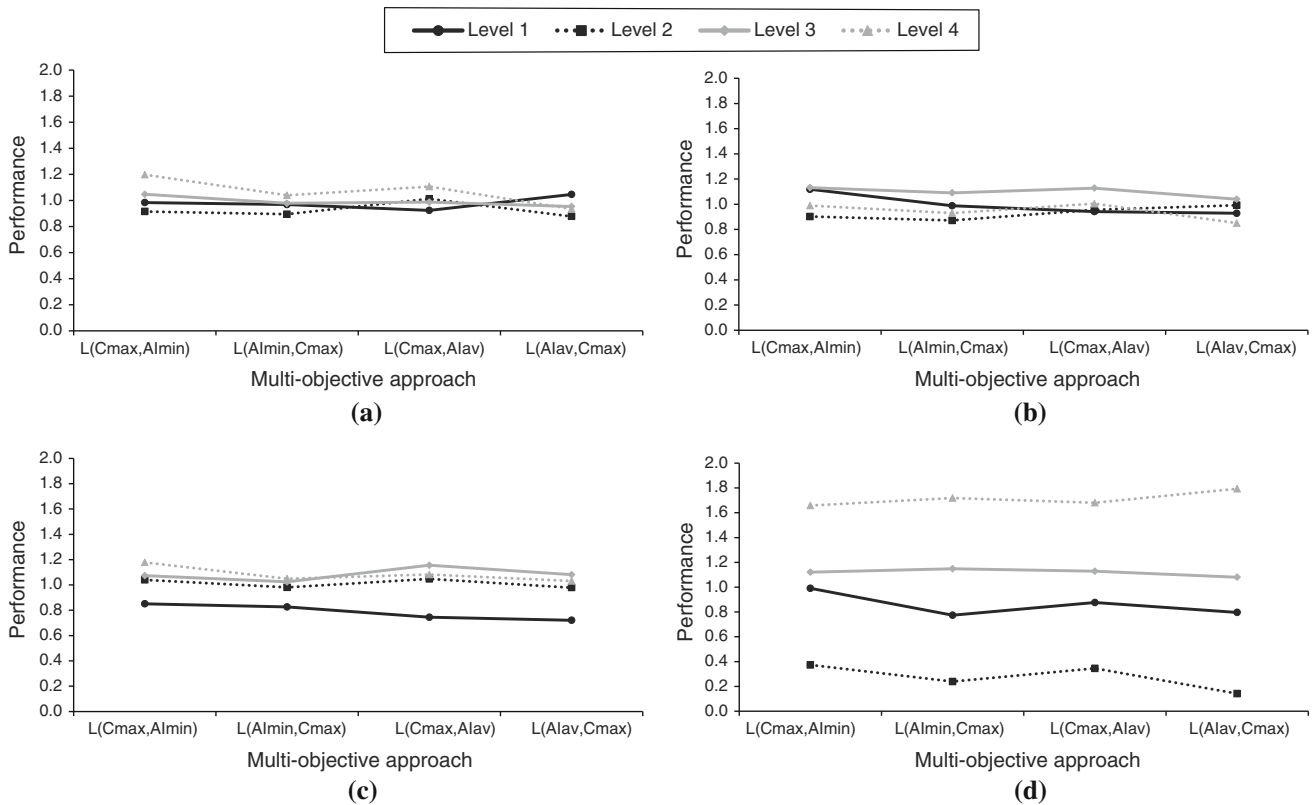 Level 1 Level 2 Level 3 Level 4
2.0
1.8
1.6
1.4
1.2
1.0
0.8
0.6
0.4
0.2
0.0
Performance
L(Cmax,AImin) L(AImin,Cmax) L(Cmax,AIav) L(AIav,Cmax)
Multi-objective approach
(a)
2.0
1.8
1.6
1.4
1.2
1.0
0.8
0.6
0.4
0.2
0.0
Performance
L(Cmax,AImin) L(AImin,Cmax) L(Cmax,AIav) L(AIav,Cmax)
Multi-objective approach
(b)
2.0
1.8
1.6
1.4
1.2
1.0
0.8
0.6
0.4
0.2
0.0
Performance
L(Cmax,AImin) L(AImin,Cmax) L(Cmax,AIav) L(AIav,Cmax)
Multi-objective approach
(c)
2.0
1.8
1.6
1.4
1.2
1.0
0.8
0.6
0.4
0.2
0.0
Performance
L(Cmax,AImin) L(AImin,Cmax) L(Cmax,AIav) L(AIav,Cmax)
Multi-objective approach
(d)